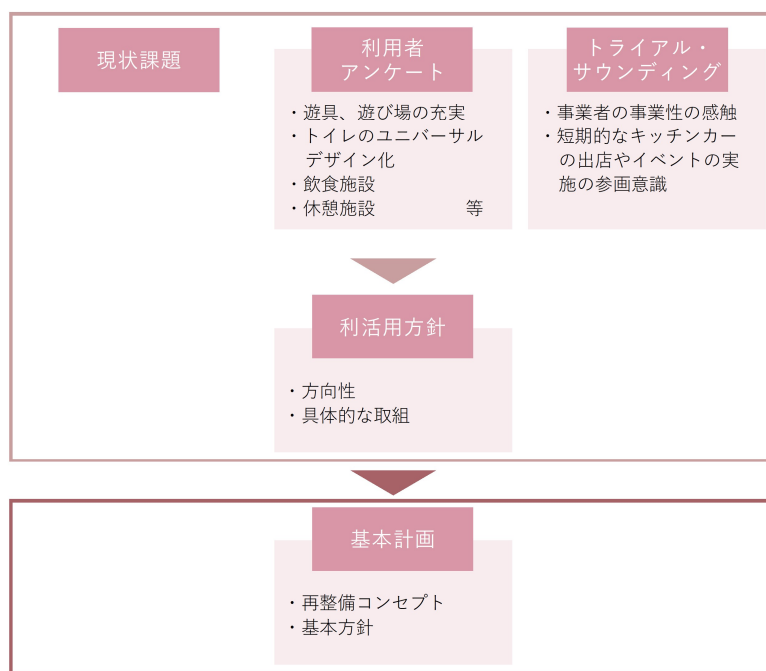 現状課題
利用者
アンケート
・遊具、遊び場の充実
・トイレのユニバーサル
デザイン化
・飲食施設
・休憩施設 等
トライアル・
サウンディング
・事業者の事業性の感触
・短期的なキッチンカー
の出店やイベントの実
施の参画意識
利活用方針
・方向性
・具体的な取組
基本計画
・再整備コンセプト
・基本方針